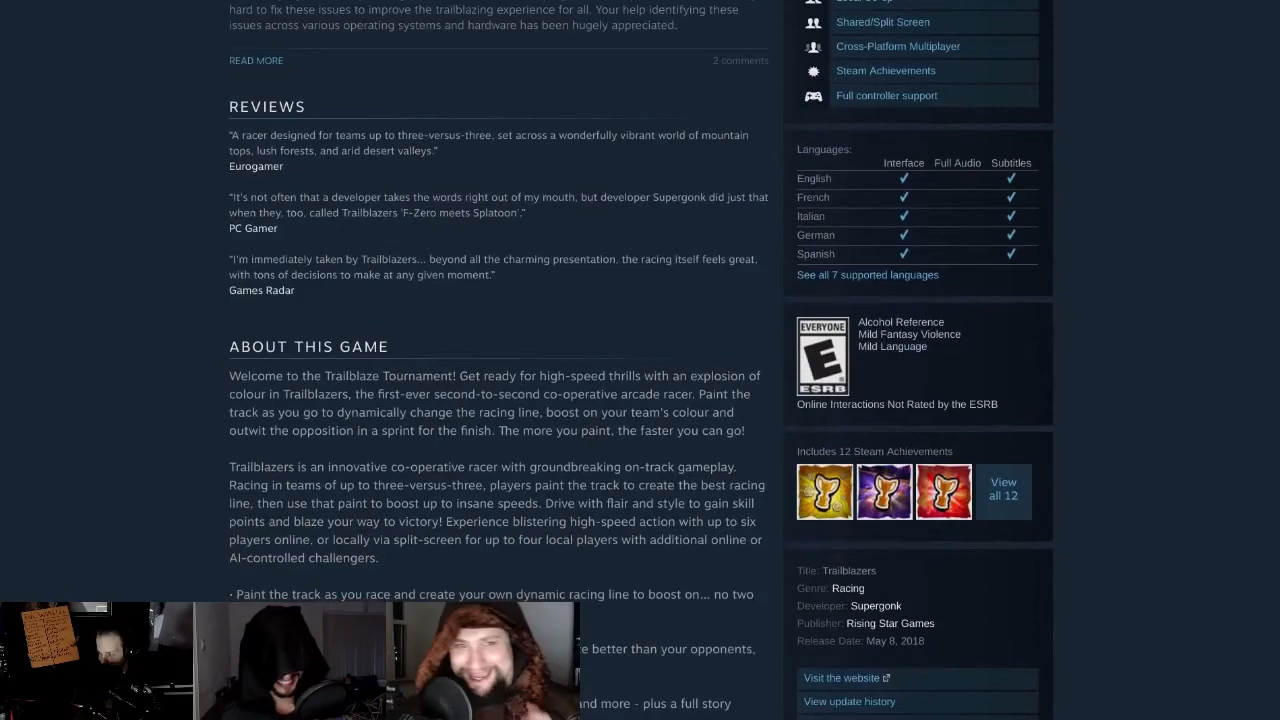 hard to fix these issues to improve the trailblazing experience for all. Your help identifying these
issues across various operating systems and hardware has been hugely appreciated.
READ MORE
2 comments
REVIEWS
“A racer designed for teams up to three-versus-three, set across a wonderfully vibrant world of mountain
tops, lush forests, and arid desert valleys.”
Eurogamer
“It's not often that a developer takes the words right out of my mouth, but developer Supergonk did just that
when they, too, called Trailblazers 'F-Zero meets Splatoon'.”
PC Gamer
“I'm immediately taken by Trailblazers... beyond all the charming presentation, the racing itself feels great,
with tons of decisions to make at any given moment.”
Games Radar
ABOUT THIS GAME
Welcome to the Trailblaze Tournament! Get ready for high-speed thrills with an explosion of
colour in Trailblazers, the first-ever second-to-second co-operative arcade racer. Paint the
track as you go to dynamically change the racing line, boost on your team's colour and
outwit the opposition in a sprint for the finish. The more you paint, the faster you can go!
Trailblazers is an innovative co-operative racer with groundbreaking on-track gameplay.
Racing in teams of up to three-versus-three, players paint the track to create the best racing
line, then use that paint to boost up to insane speeds. Drive with flair and style to gain skill
points and blaze your way to victory! Experience blistering high-speed action with up to six
players online, or locally via split-screen for up to four local players with additional online or
AI-controlled challengers.
· Paint the track as you race and create your own dynamic racing line to boost on... no two
better than your opponents,
and more - plus a full story
Shared/Split Screen
Cross-Platform Multiplayer
Steam Achievements
Full controller support
Languages:
Interface Full Audio Subtitles
English ✔ ✔
French ✔ ✔
Italian ✔ ✔
German ✔ ✔
Spanish ✔ ✔
See all 7 supported languages
EVERYONE
E
ESRB
Alcohol Reference
Mild Fantasy Violence
Mild Language
Online Interactions Not Rated by the ESRB
Includes 12 Steam Achievements
View
all 12
Title: Trailblazers
Genre: Racing
Developer: Supergonk
Publisher: Rising Star Games
Release Date: May 8, 2018
Visit the website
View update history